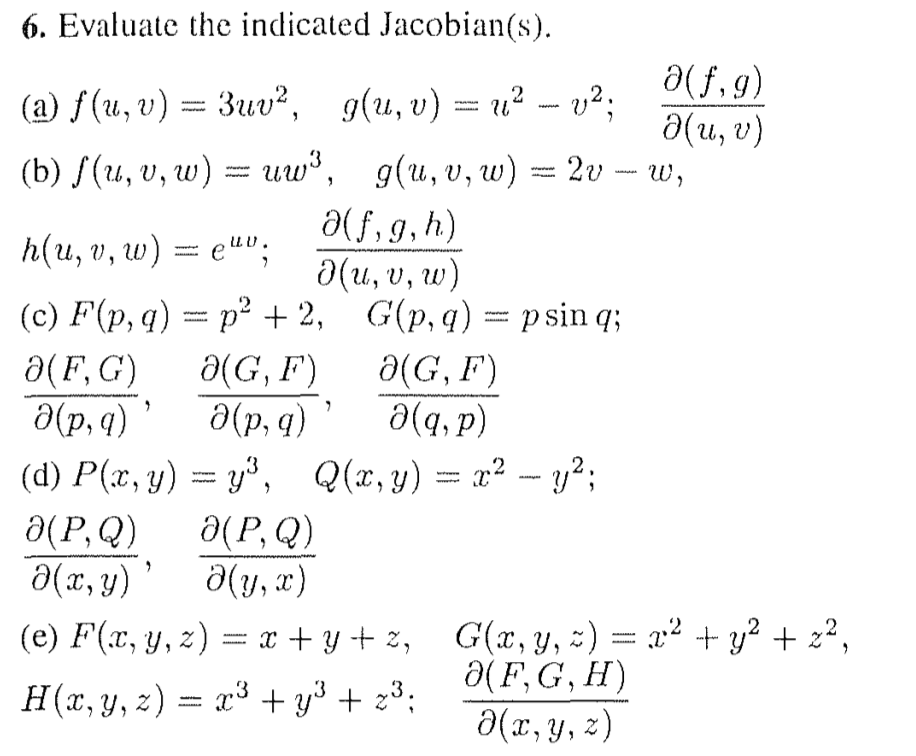 6. Evaluate the indicated Jacobian(s).
(a) f(u, v) = 3uv², g(u, v) = u² − v²; ∂(f, g)/∂(u, v)
(b) f(u, v, w) = uw³, g(u, v, w) = 2v − w,
h(u, v, w) = eᵘᵛ; ∂(f, g, h)/∂(u, v, w)
(c) F(p, q) = p² + 2, G(p, q) = p sin q;
∂(F, G)/∂(p, q), ∂(G, F)/∂(p, q), ∂(G, F)/∂(q, p)
(d) P(x, y) = y³, Q(x, y) = x² − y²;
∂(P, Q)/∂(x, y), ∂(P, Q)/∂(y, x)
(e) F(x, y, z) = x + y + z, G(x, y, z) = x² + y² + z²,
H(x, y, z) = x³ + y³ + z³; ∂(F, G, H)/∂(x, y, z)